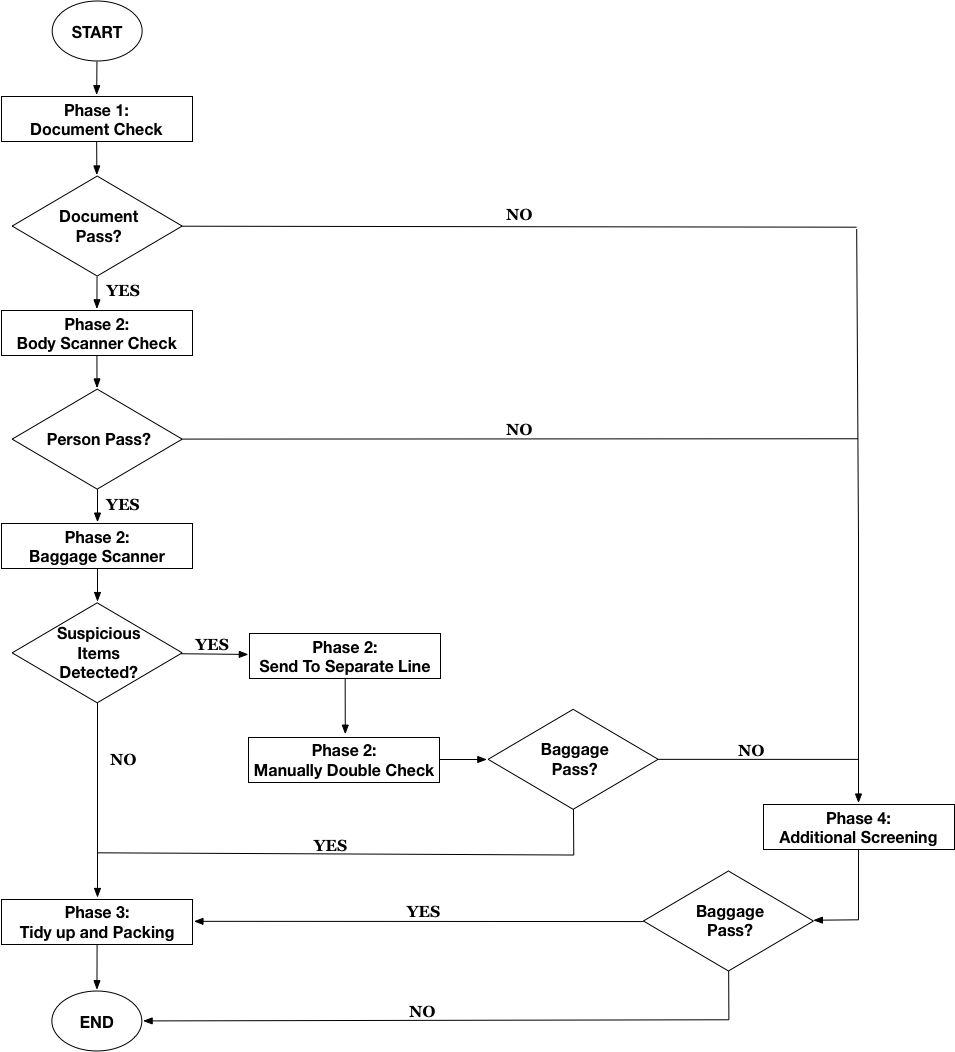 START
Phase 1:
Document Check
Document
Pass?
NO
YES
Phase 2:
Body Scanner Check
Person Pass?
NO
YES
Phase 2:
Baggage Scanner
Suspicious
Items
Detected?
YES
Phase 2:
Send To Separate Line
NO
Phase 2:
Manually Double Check
Baggage
Pass?
NO
YES
Phase 4:
Additional Screening
Baggage
Pass?
YES
Phase 3:
Tidy up and Packing
NO
END